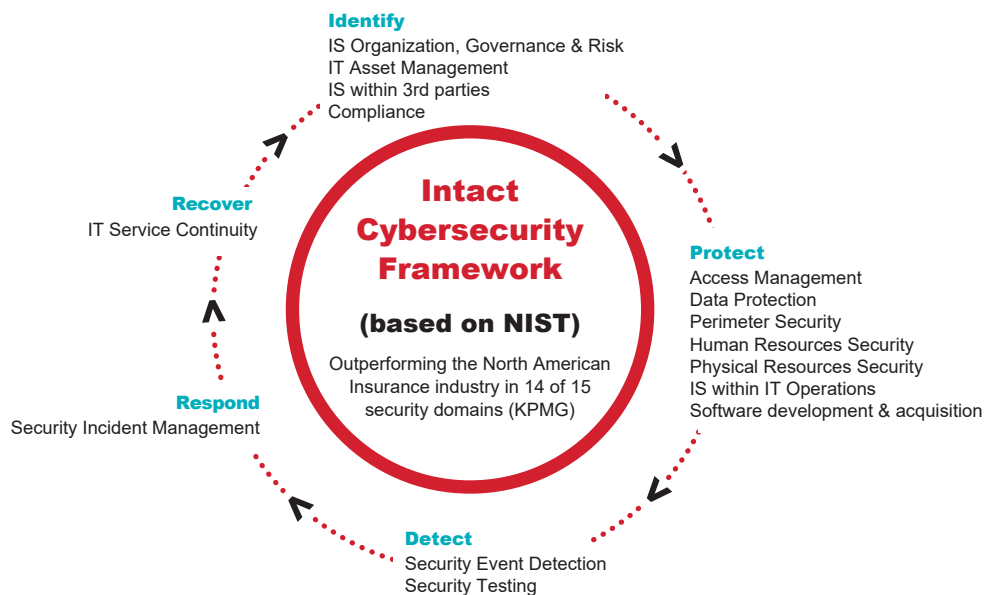 Identify
IS Organization, Governance & Risk
IT Asset Management
IS within 3rd parties
Compliance
Intact
Cybersecurity
Framework
(based on NIST)
Outperforming the North American
Insurance industry in 14 of 15
security domains (KPMG)
Protect
Access Management
Data Protection
Perimeter Security
Human Resources Security
Physical Resources Security
IS within IT Operations
Software development & acquisition
Detect
Security Event Detection
Security Testing
Respond
Security Incident Management
Recover
IT Service Continuity